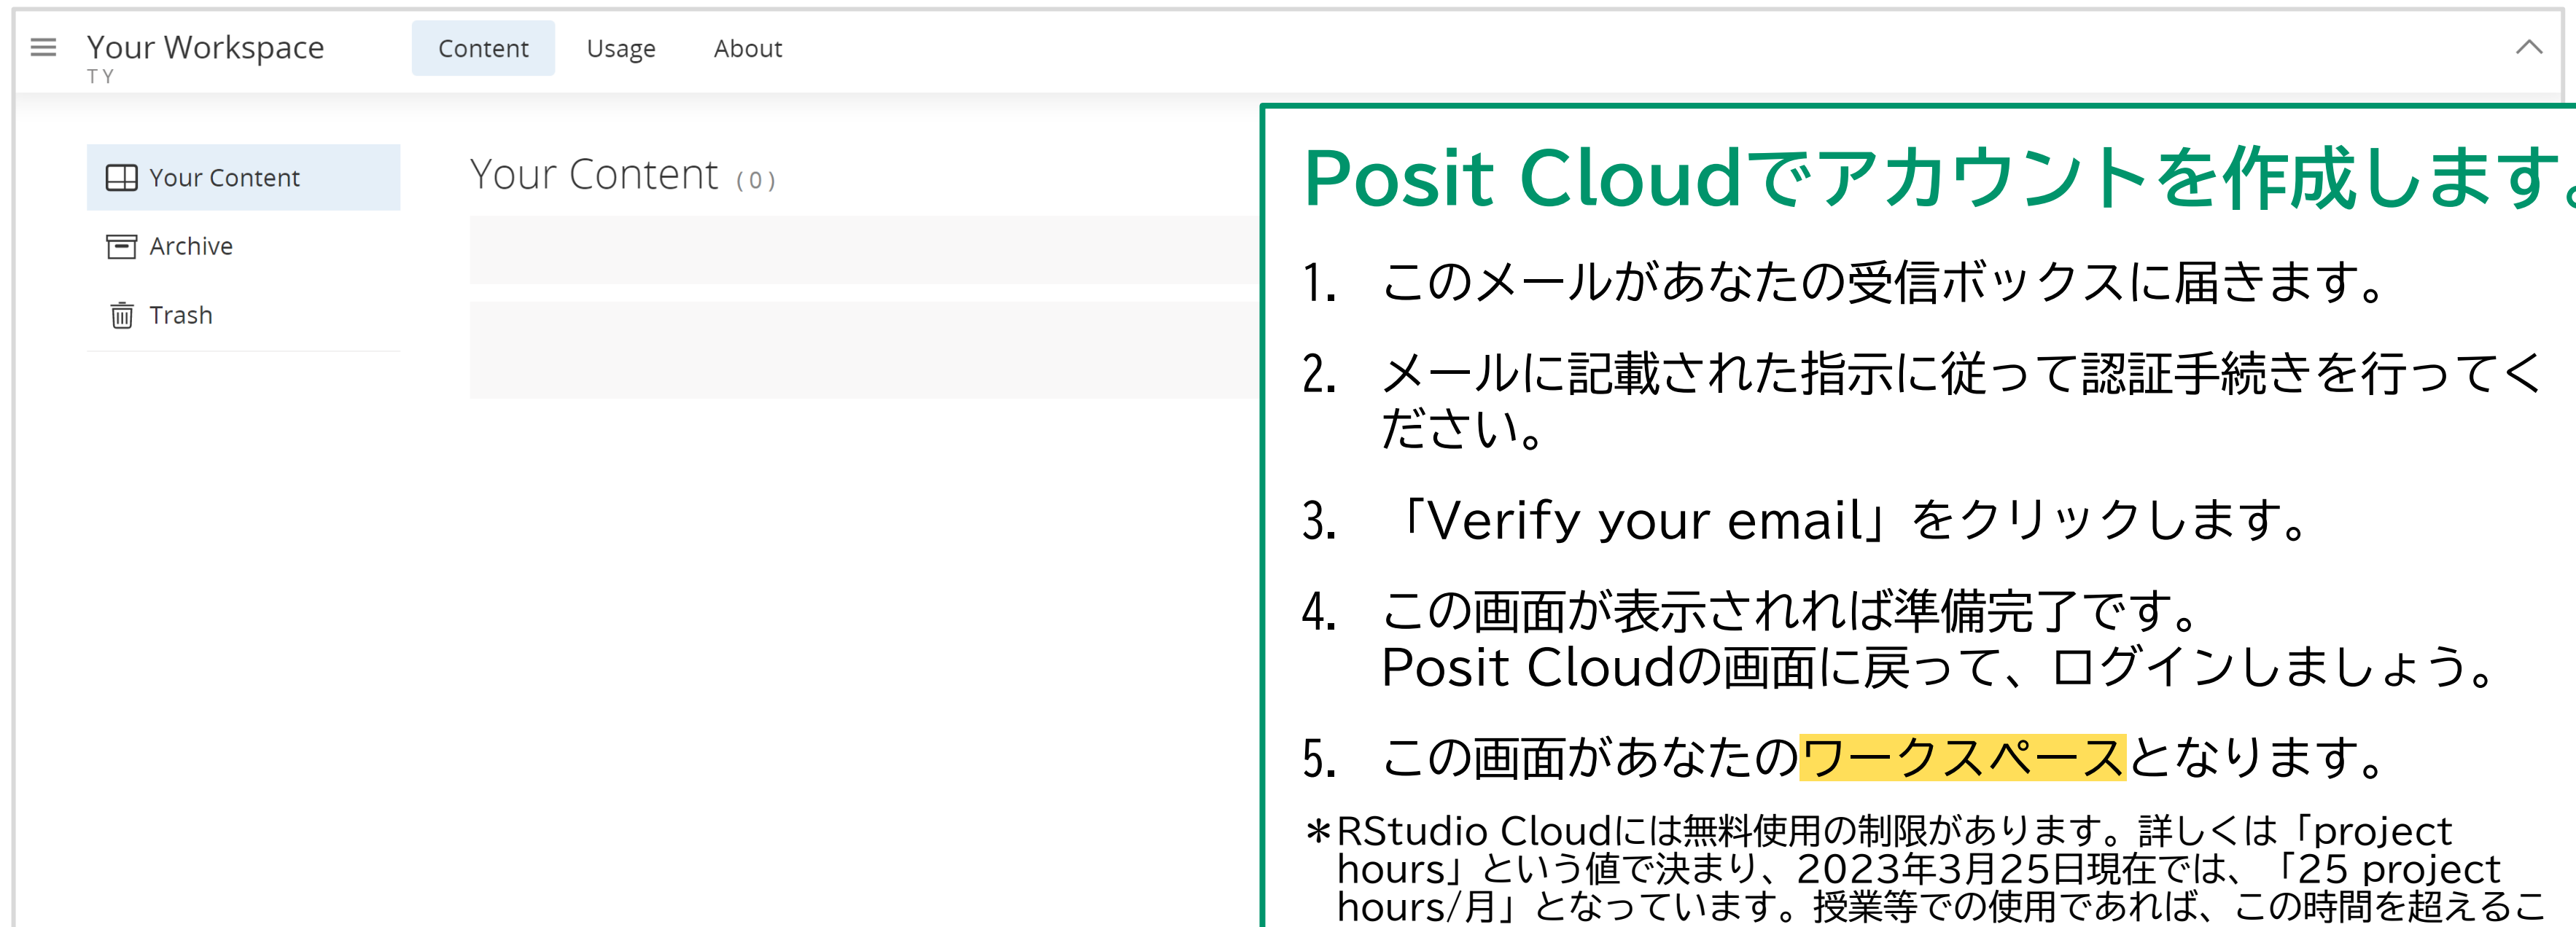 Your Workspace
T Y
Content
Usage
About
Your Content
Archive
Trash
Your Content (0)
Posit Cloudでアカウントを作成します。
1. このメールがあなたの受信ボックスに届きます。
2. メールに記載された指示に従って認証手続きを行ってく
ださい。
3. 「Verify your email」をクリックします。
4. この画面が表示されれば準備完了です。
Posit Cloudの画面に戻って、ログインしましょう。
5. この画面があなたのワークスペースとなります。
*RStudio Cloudには無料使用の制限があります。詳しくは「project
hours」という値で決まり、2023年3月25日現在では、「25 project
hours/月」となっています。授業等での使用であれば、この時間を超えるこ